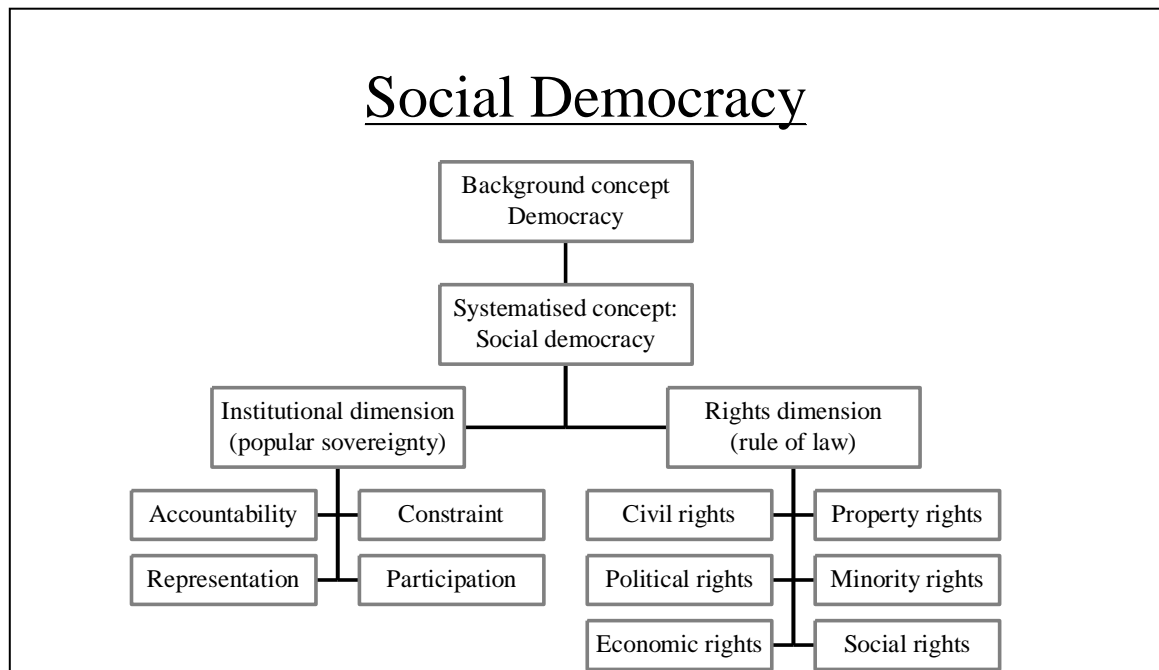 Social Democracy
Background concept
Democracy
Systematised concept:
Social democracy
Institutional dimension
(popular sovereignty)
Rights dimension
(rule of law)
Accountability
Constraint
Civil rights
Property rights
Representation
Participation
Political rights
Minority rights
Economic rights
Social rights